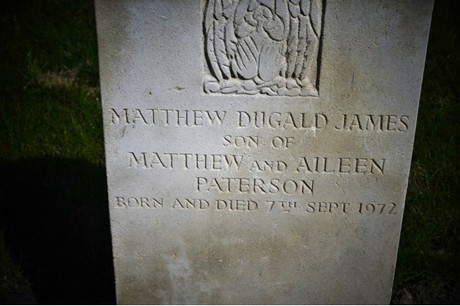 MATTHEW DUGALD JAMES
SON OF
MATTHEW AND AILEEN
PATERSON
BORN AND DIED 7TH SEPT 1972